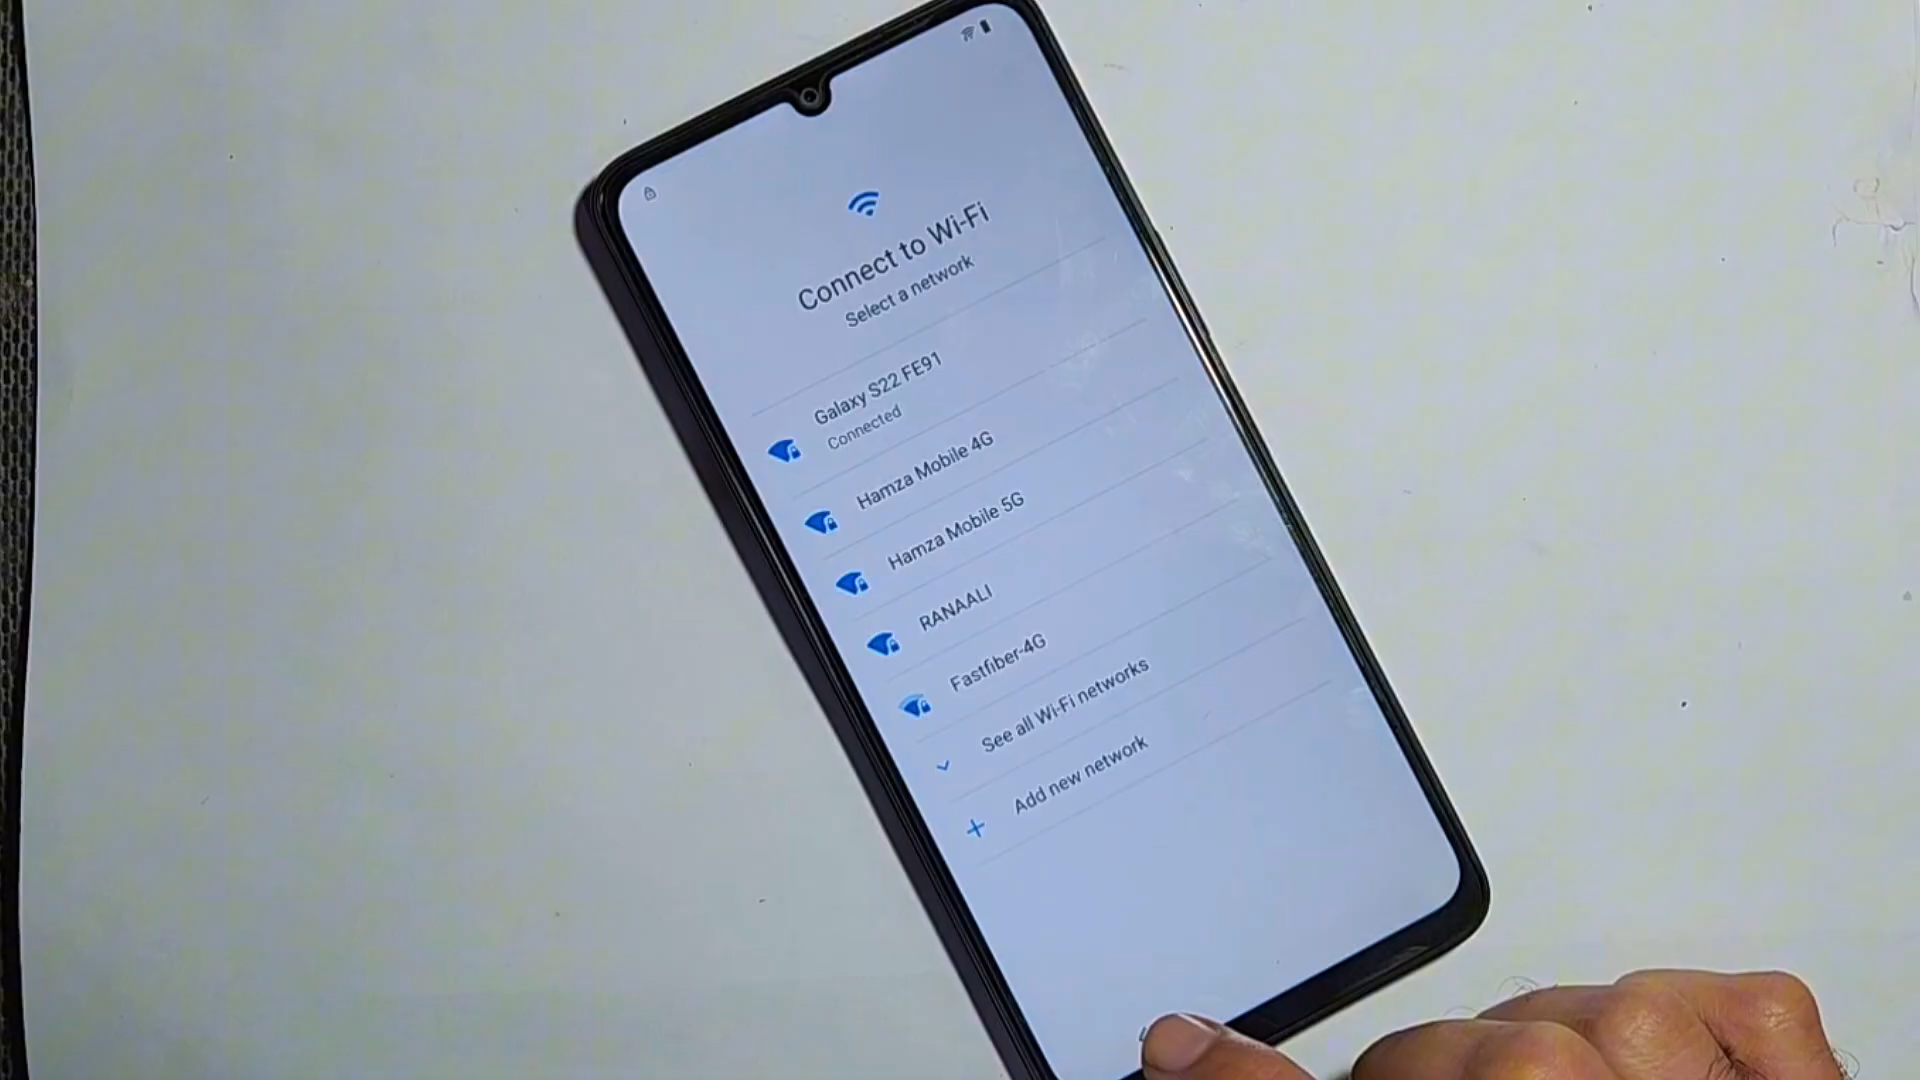 Connect to Wi-Fi
Select a network
Galaxy S22 FE91
Connected
Hamza Mobile 4G
Hamza Mobile 5G
RANAALI
Fastfiber-4G
See all Wi-Fi networks
Add new network